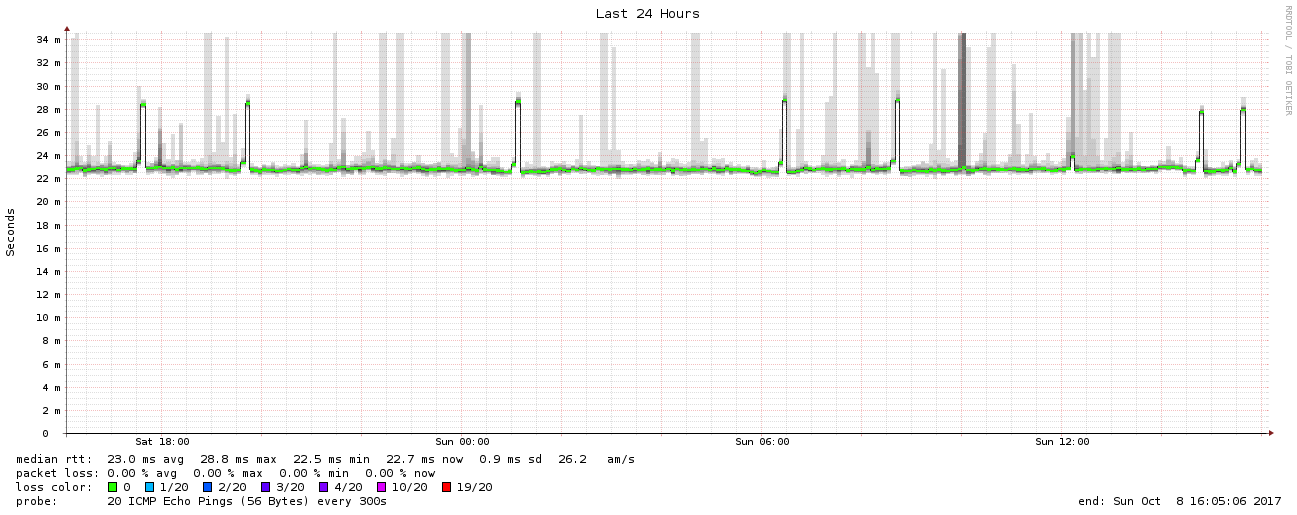 Last 24 Hours
RRDTOOL / TOBI OETIKER
Seconds
34 m
32 m
30 m
28 m
26 m
24 m
22 m
20 m
18 m
16 m
14 m
12 m
10 m
8 m
6 m
4 m
2 m
0
Sat 18:00 Sun 00:00 Sun 06:00 Sun 12:00
median rtt: 23.0 ms avg 28.8 ms max 22.5 ms min 22.7 ms now 0.9 ms sd 26.2 am/s
packet loss: 0.00 % avg 0.00 % max 0.00 % min 0.00 % now
loss color: 0 1/20 2/20 3/20 4/20 10/20 19/20
probe: 20 ICMP Echo Pings (56 Bytes) every 300s end: Sun Oct 8 16:05:06 2017